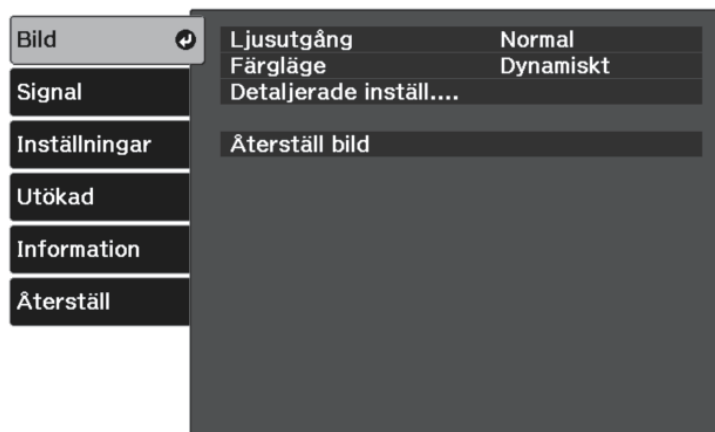 Bild
Signal
Inställningar
Utökad
Information
Återställ
Ljusutgång Normal
Färgläge Dynamiskt
Detaljerade inställ....
Återställ bild